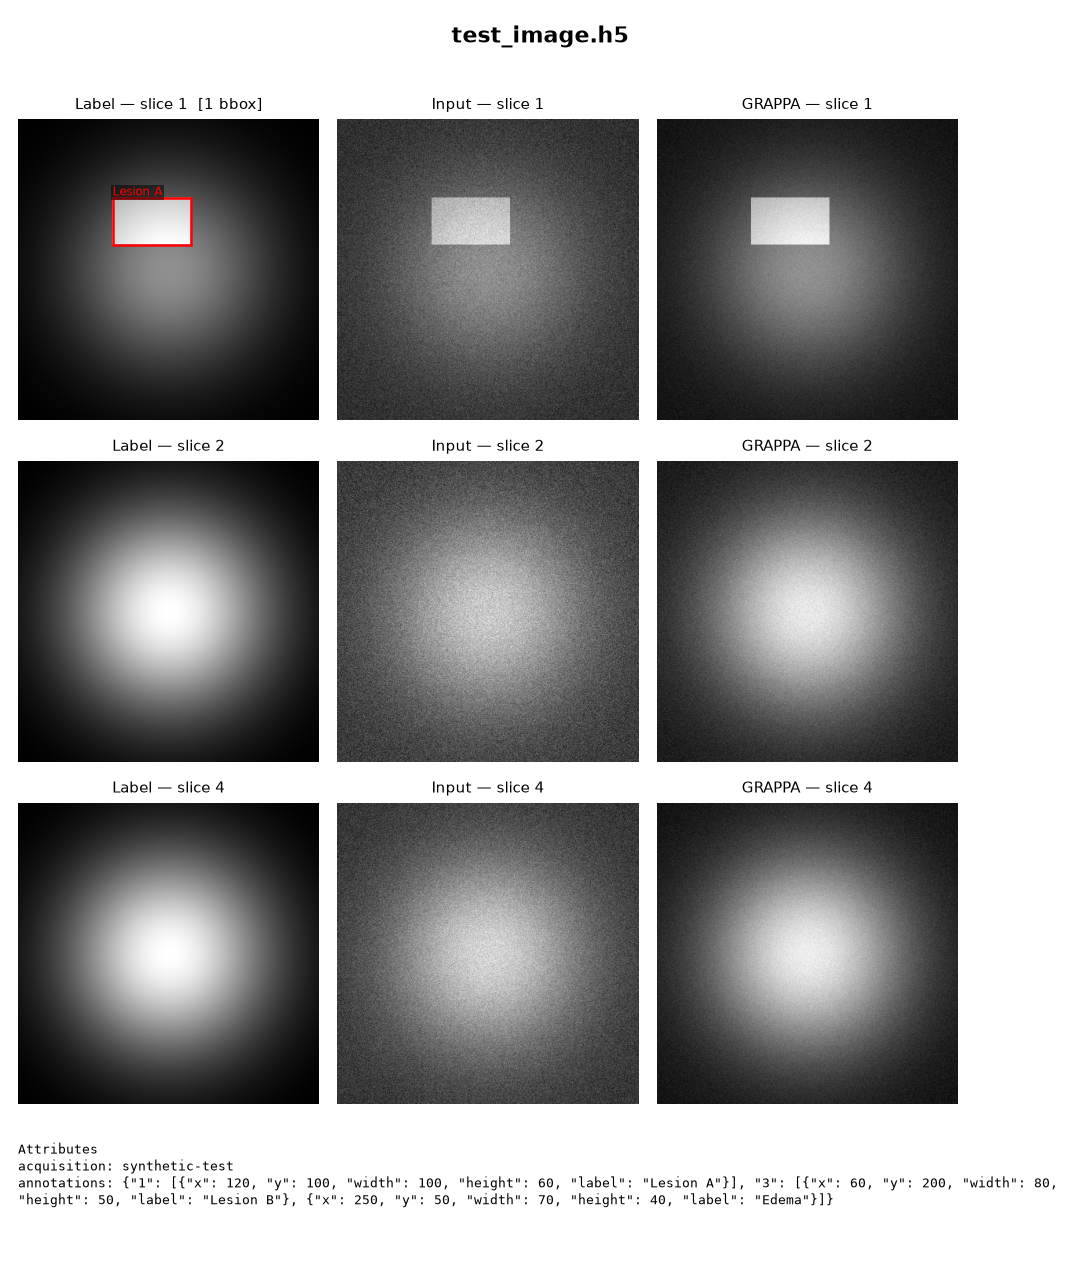 test_image.h5
Label — slice 1  [1 bbox]
Input — slice 1
GRAPPA — slice 1
Lesion A
Label — slice 2
Input — slice 2
GRAPPA — slice 2
Label — slice 4
Input — slice 4
GRAPPA — slice 4
Attributes
acquisition: synthetic-test
annotations: {"1": [{"x": 120, "y": 100, "width": 100, "height": 60, "label": "Lesion A"}], "3": [{"x": 60, "y": 200, "width": 80,
"height": 50, "label": "Lesion B"}, {"x": 250, "y": 50, "width": 70, "height": 40, "label": "Edema"}]}